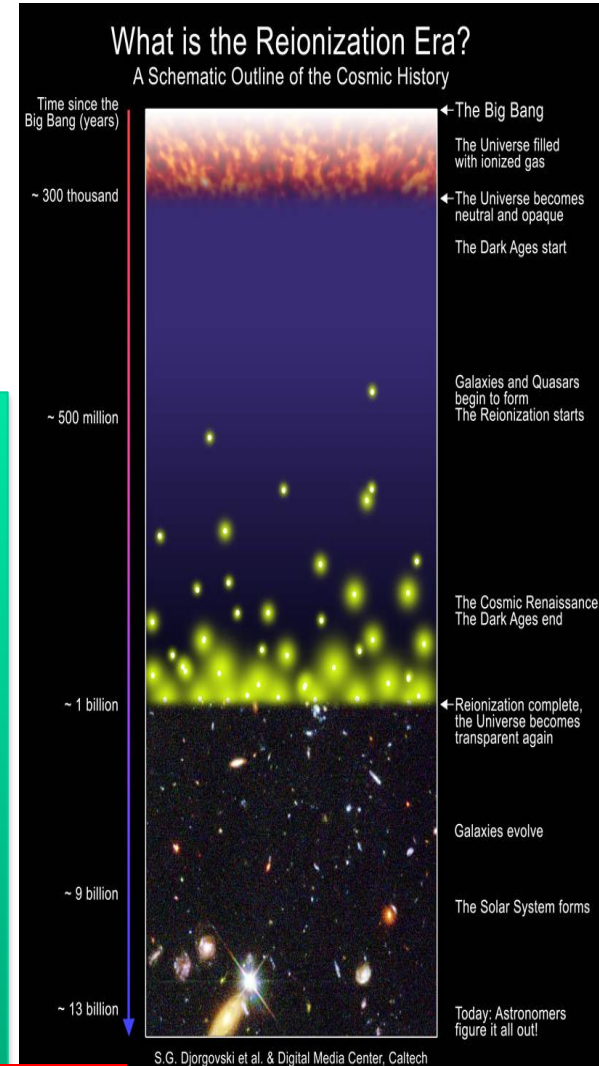 What is the Reionization Era?
A Schematic Outline of the Cosmic History
Time since the
Big Bang (years)
The Big Bang
The Universe filled
with ionized gas
~ 300 thousand
The Universe becomes
neutral and opaque
The Dark Ages start
Galaxies and Quasars
begin to form
The Reionization starts
~ 500 million
The Cosmic Renaissance
The Dark Ages end
~ 1 billion
Reionization complete,
the Universe becomes
transparent again
Galaxies evolve
~ 9 billion
The Solar System forms
~ 13 billion
Today: Astronomers
figure it all out!
S.G. Djorgovski et al. & Digital Media Center, Caltech